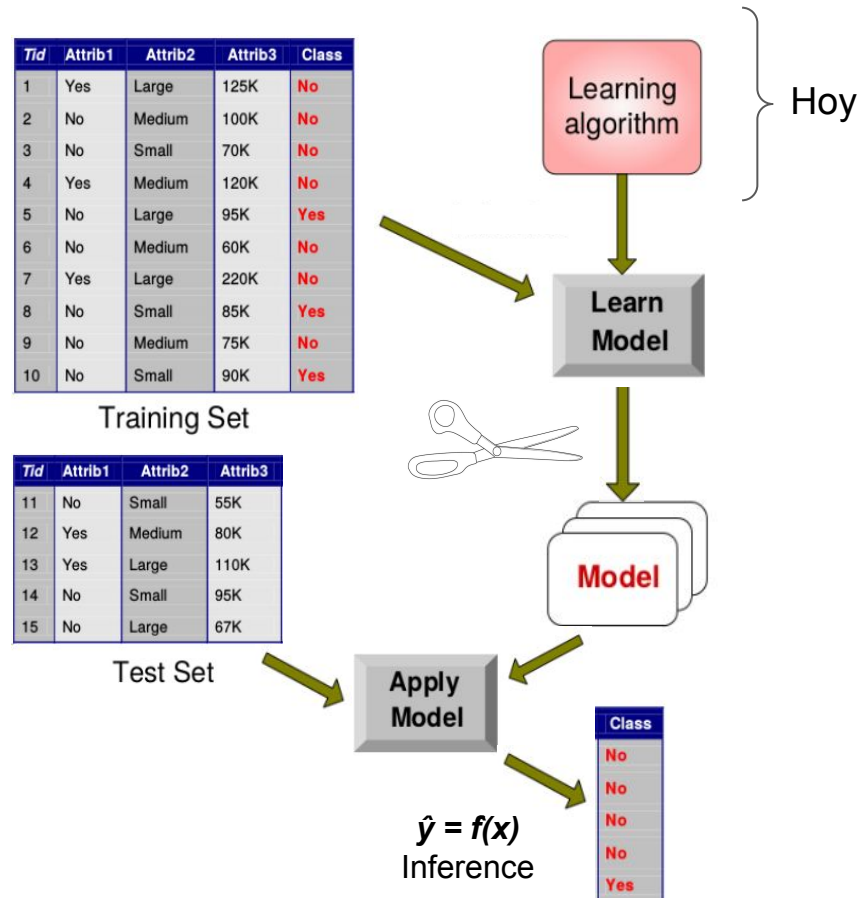 Tid Attrib1 Attrib2 Attrib3 Class
1 Yes Large 125K No
2 No Medium 100K No
3 No Small 70K No
4 Yes Medium 120K No
5 No Large 95K Yes
6 No Medium 60K No
7 Yes Large 220K No
8 No Small 85K Yes
9 No Medium 75K No
10 No Small 90K Yes
Training Set
Learning
algorithm
Hoy
Learn
Model
Model
Tid Attrib1 Attrib2 Attrib3
11 No Small 55K
12 Yes Medium 80K
13 Yes Large 110K
14 No Small 95K
15 No Large 67K
Test Set
Apply
Model
ŷ = f(x)
Inference
Class
No
No
No
No
Yes